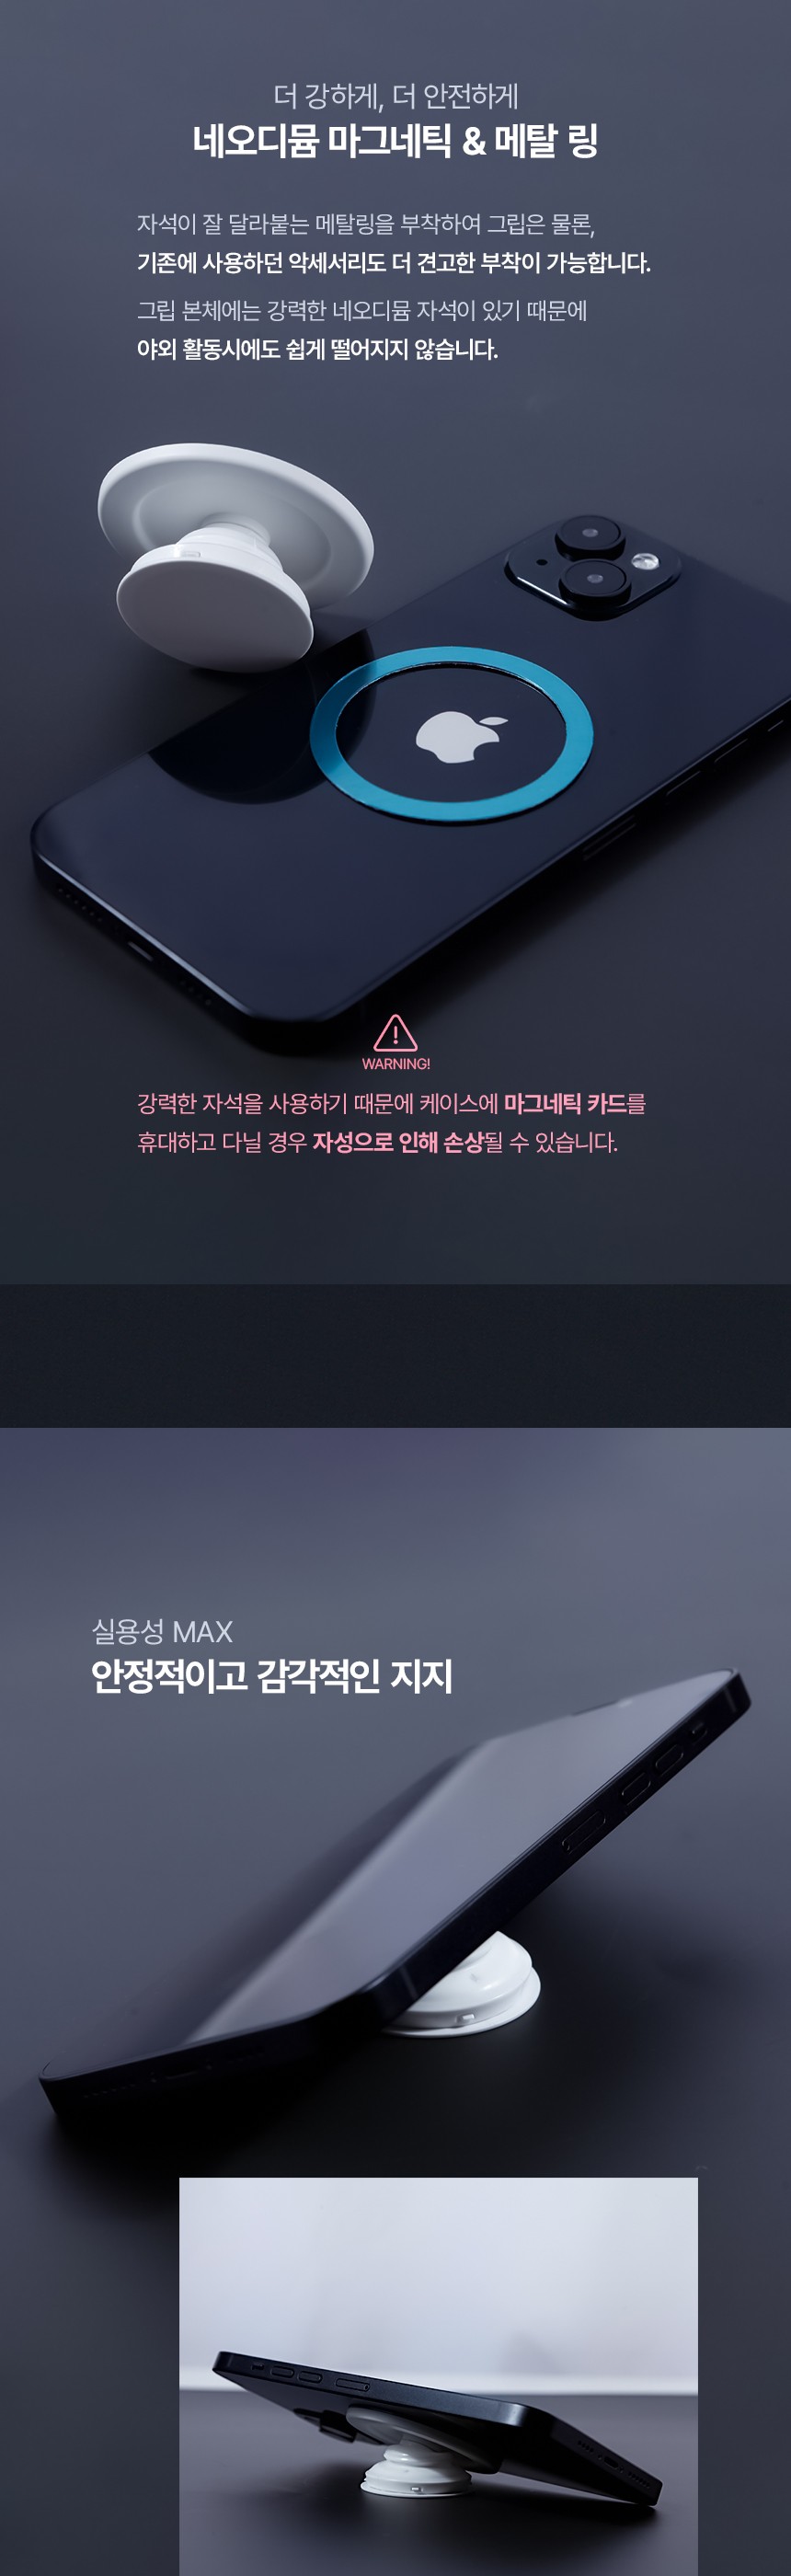 더 강하게, 더 안전하게
네오디뮴 마그네틱 & 메탈 링
자석이 잘 달라붙는 메탈링을 부착하여 그립은 물론,
기존에 사용하던 악세서리도 더 견고한 부착이 가능합니다.
그립 본체에는 강력한 네오디뮴 자석이 있기 때문에
야외 활동시에도 쉽게 떨어지지 않습니다.
WARNING!
강력한 자석을 사용하기 때문에 케이스에 마그네틱 카드를
휴대하고 다닐 경우 자성으로 인해 손상될 수 있습니다.
실용성 MAX
안정적이고 감각적인 지지